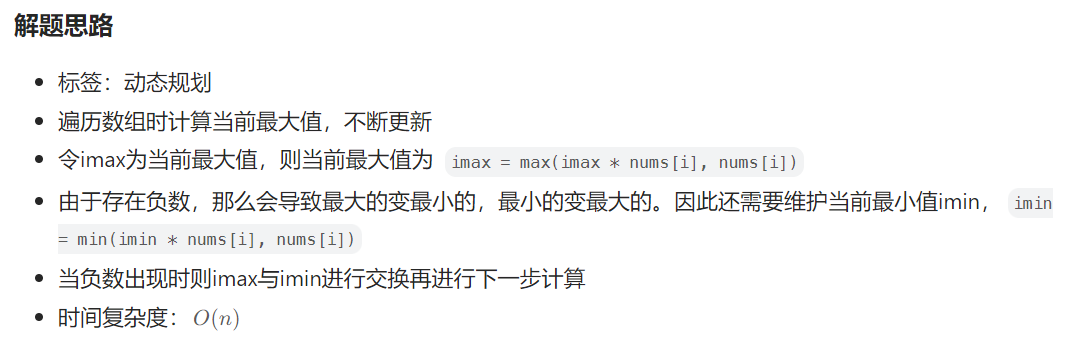 解题思路
标签：动态规划
遍历数组时计算当前最大值，不断更新
令imax为当前最大值，则当前最大值为 imax = max(imax * nums[i], nums[i])
由于存在负数，那么会导致最大的变最小的，最小的变最大的。因此还需要维护当前最小值imin， imin
= min(imin * nums[i], nums[i])
当负数出现时则imax与imin进行交换再进行下一步计算
时间复杂度：O(n)